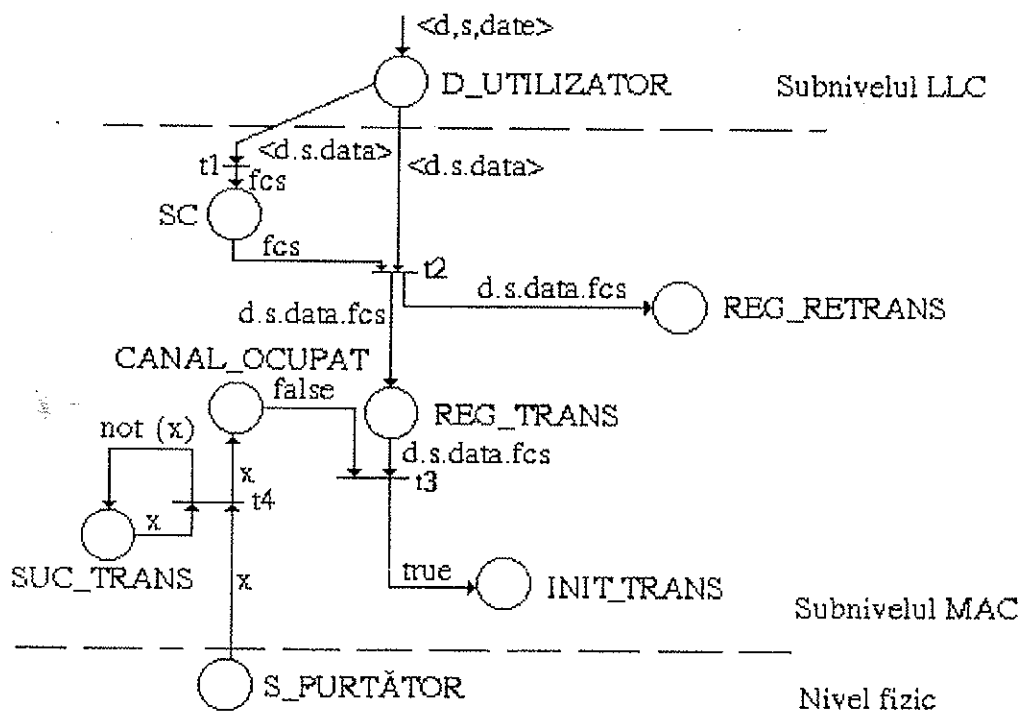 <d,s,date>
D_UTILIZATOR
Subnivelul LLC
<d.s.data>
<d.s.data>
t1
fcs
SC
fcs
t2
d.s.data.fcs
d.s.data.fcs
REG_RETRANS
CANAL_OCUPAT
false
REG_TRANS
not (x)
d.s.data.fcs
x
t3
t4
x
SUC_TRANS
x
true
INIT_TRANS
Subnivelul MAC
S_PURTĂTOR
Nivel fizic